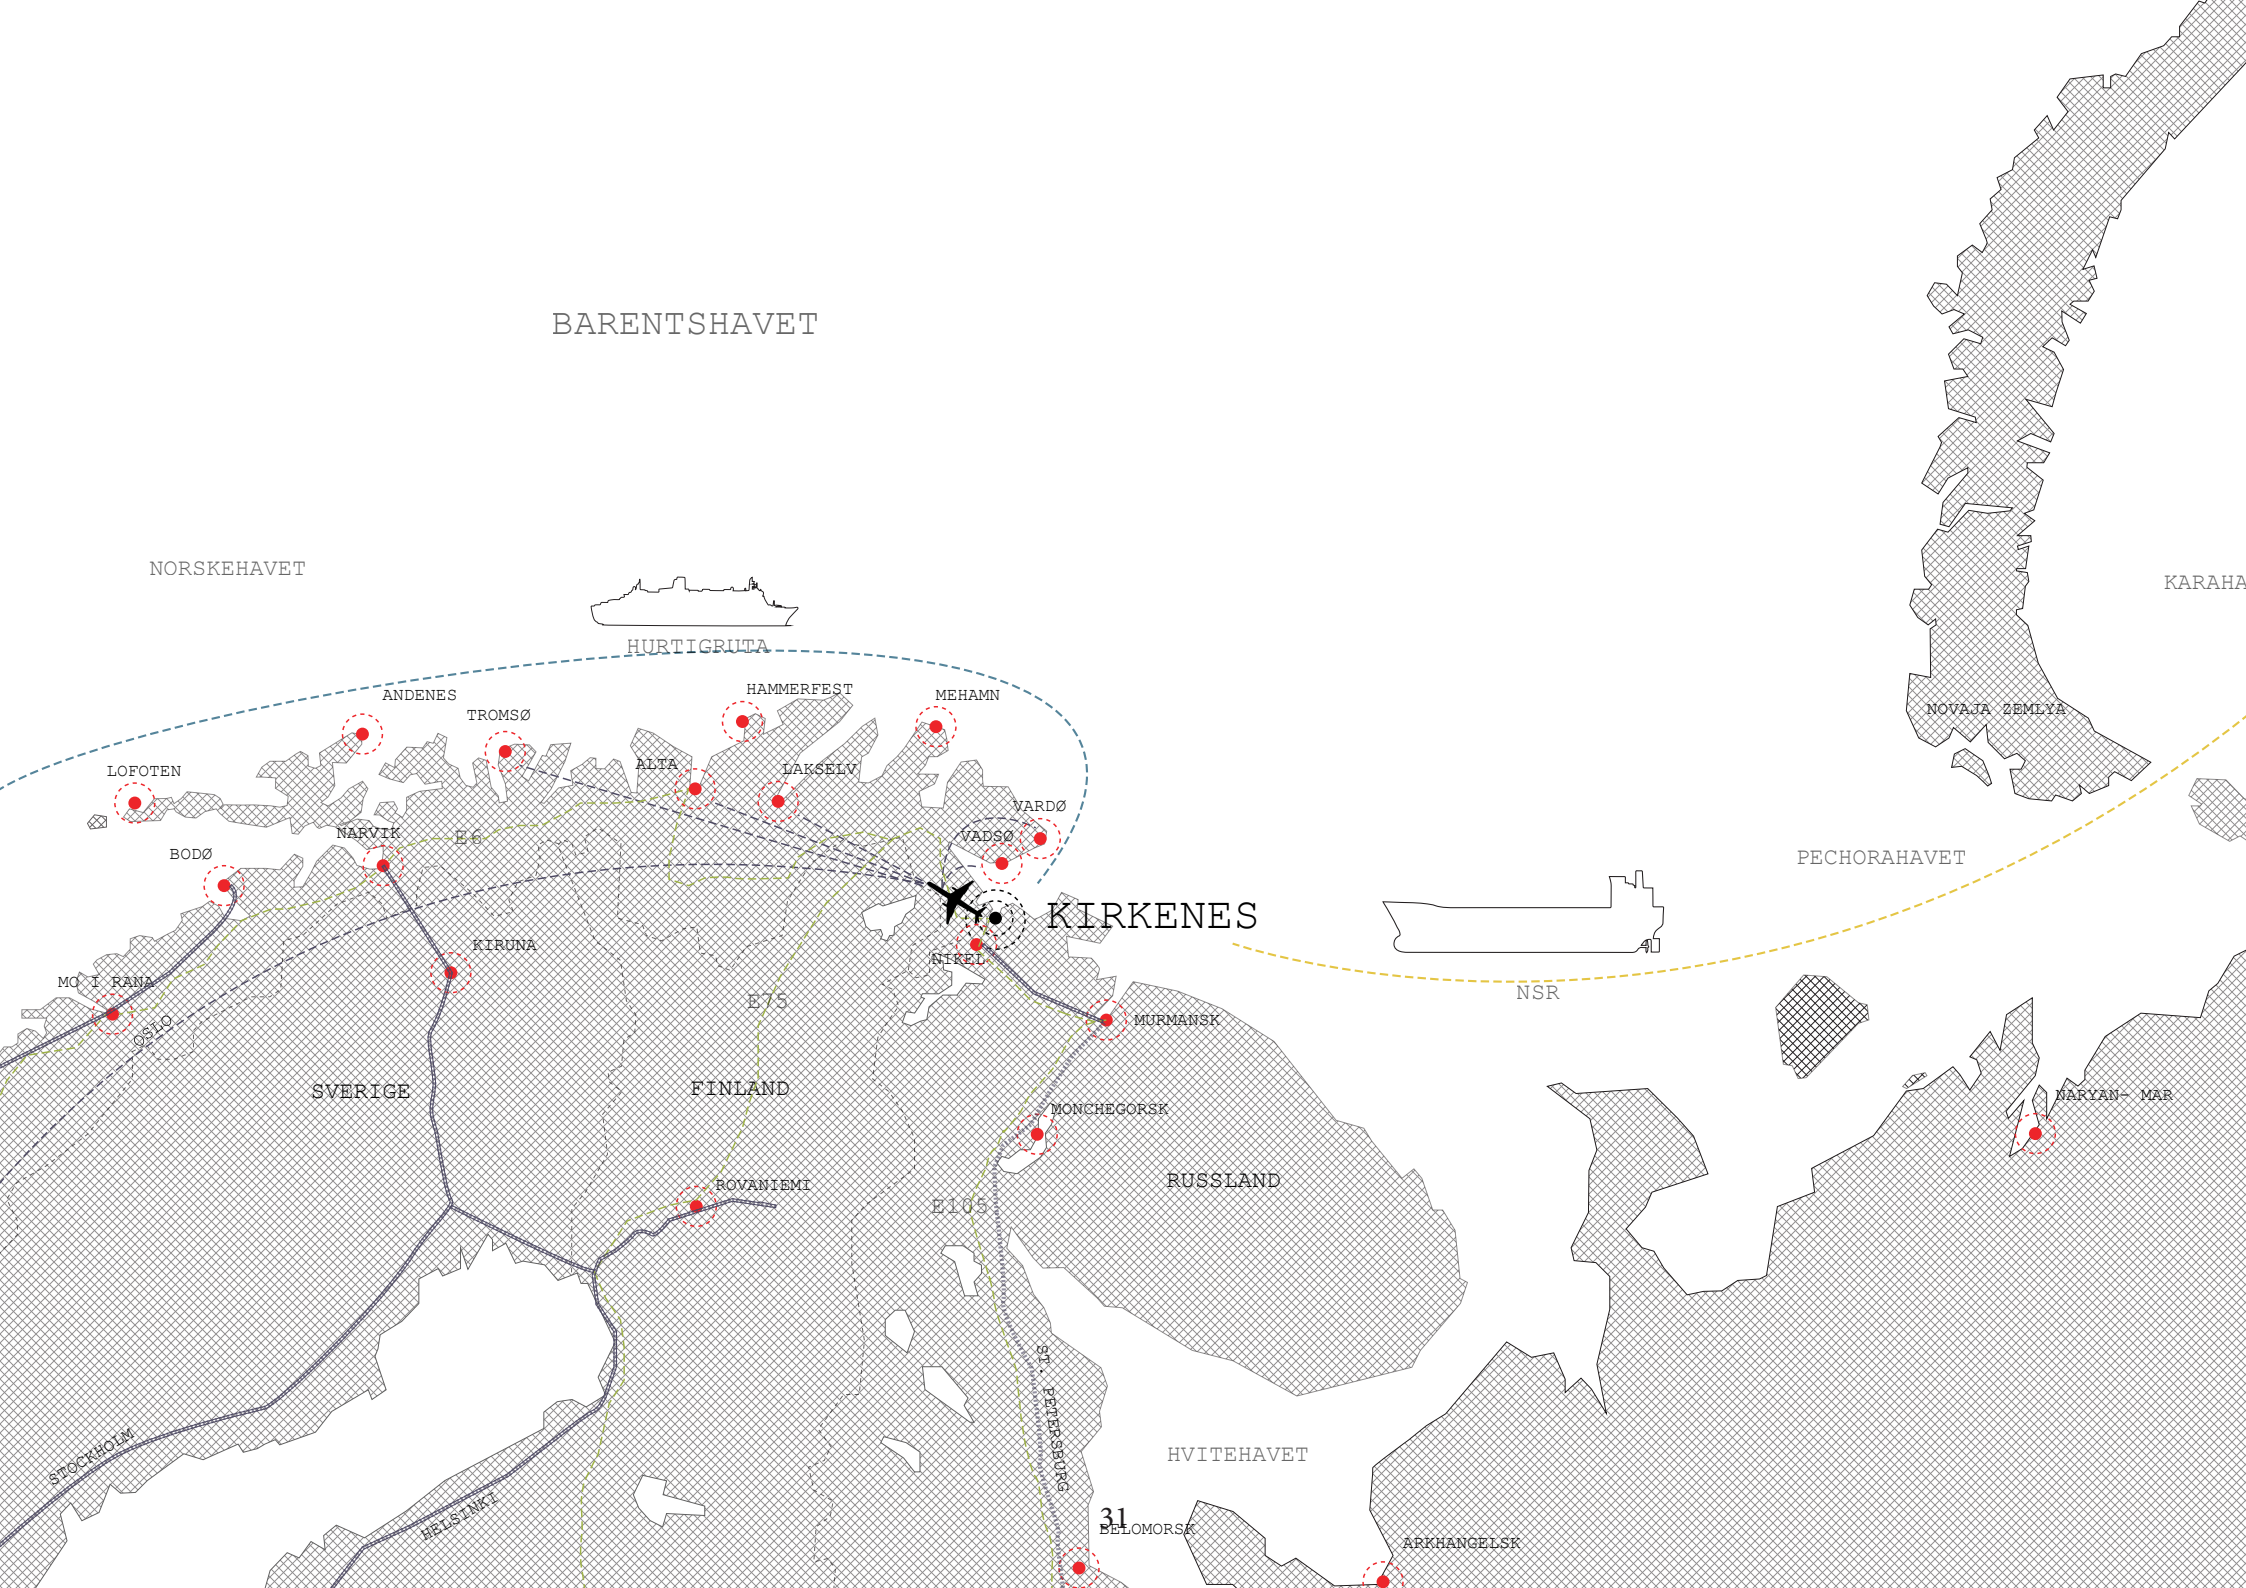 BARENTSHAVET
NORSKEHAVET
KARAHA
HURTIGRUTA
ANDENES
HAMMERFEST
MEHAMN
TROMSØ
NOVAJA ZEMLYA
LOFOTEN
ALTA
LAKSELV
VARDØ
NARVIK
E6
VADSØ
BODØ
PECHORAHAVET
KIRKENES
KIRUNA
NIKEL
MO I RANA
E75
NSR
OSLO
MURMANSK
SVERIGE
FINLAND
NARYAN- MAR
MONCHEGORSK
RUSSLAND
ROVANIEMI
E105
ST. PETERSBURG
STOCKHOLM
HVITEHAVET
HELSINKI
31
BELOMORSK
ARKHANGELSK